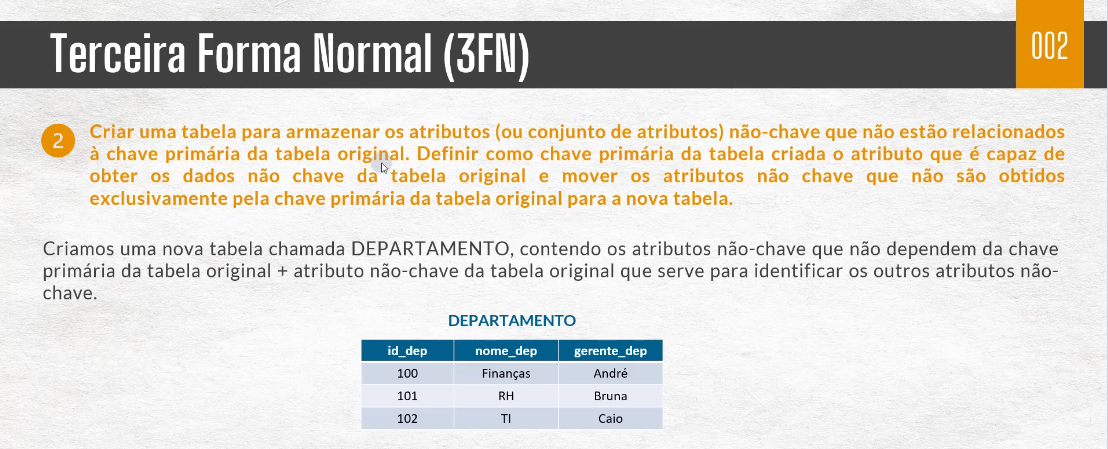 Terceira Forma Normal (3FN)
002
2
Criar uma tabela para armazenar os atributos (ou conjunto de atributos) não-chave que não estão relacionados
à chave primária da tabela original. Definir como chave primária da tabela criada o atributo que é capaz de
obter os dados não chave da tabela original e mover os atributos não chave que não são obtidos
exclusivamente pela chave primária da tabela original para a nova tabela.
Criamos uma nova tabela chamada DEPARTAMENTO, contendo os atributos não-chave que não dependem da chave
primária da tabela original + atributo não-chave da tabela original que serve para identificar os outros atributos não-
chave.
DEPARTAMENTO
id_dep nome_dep gerente_dep
100 Finanças André
101 RH Bruna
102 TI Caio